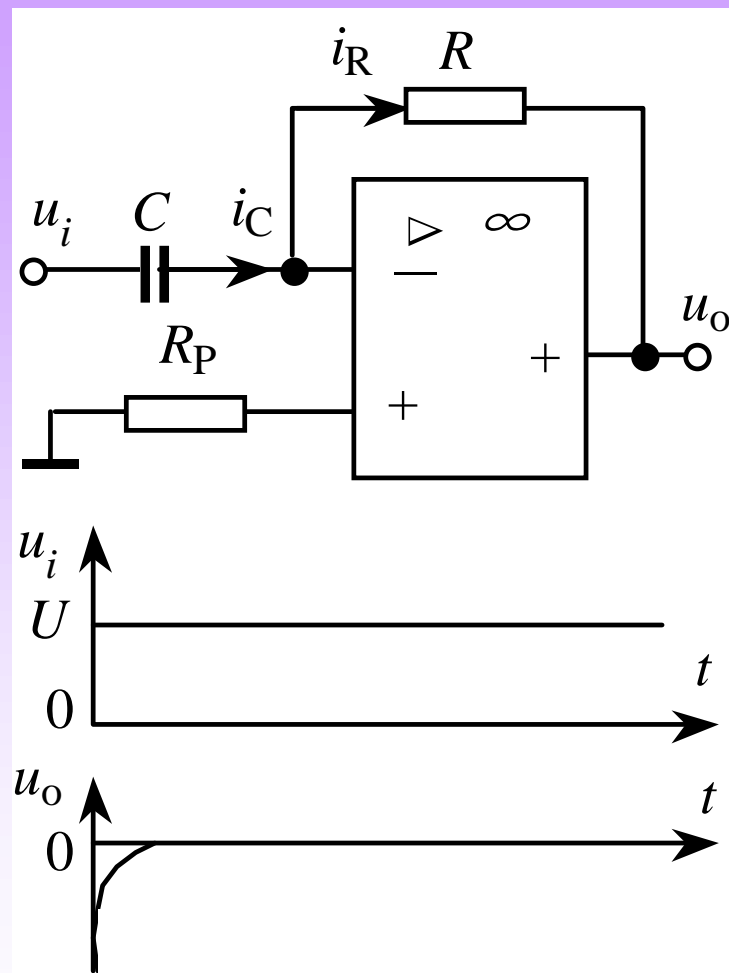 i_R R
u_i C i_C ▷ ∞
−
u_o
R_P
+
+
u_i
U
t
0
u_o
t
0